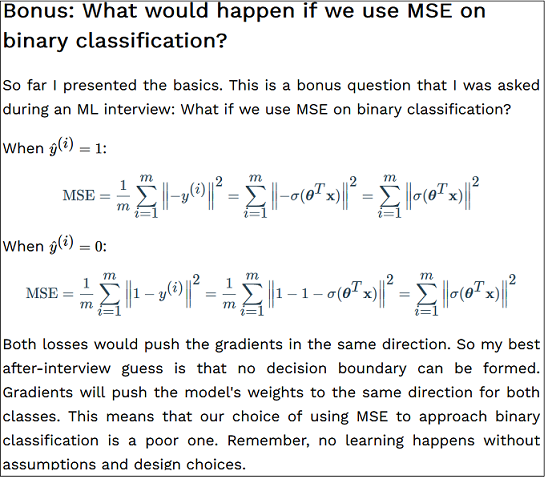 Bonus: What would happen if we use MSE on
binary classification?
So far I presented the basics. This is a bonus question that I was asked
during an ML interview: What if we use MSE on binary classification?
When ŷ⁽ⁱ⁾ = 1:
MSE = \frac{1}{m} \sum_{i=1}^{m} \left\| -y^{(i)} \right\|^2 = \sum_{i=1}^{m} \left\| -\sigma(\boldsymbol{\theta}^T \mathbf{x}) \right\|^2 = \sum_{i=1}^{m} \left\| \sigma(\boldsymbol{\theta}^T \mathbf{x}) \right\|^2
When ŷ⁽ⁱ⁾ = 0:
MSE = \frac{1}{m} \sum_{i=1}^{m} \left\| 1 - y^{(i)} \right\|^2 = \frac{1}{m} \sum_{i=1}^{m} \left\| 1 - 1 - \sigma(\boldsymbol{\theta}^T \mathbf{x}) \right\|^2 = \sum_{i=1}^{m} \left\| \sigma(\boldsymbol{\theta}^T \mathbf{x}) \right\|^2
Both losses would push the gradients in the same direction. So my best
after-interview guess is that no decision boundary can be formed.
Gradients will push the model's weights to the same direction for both
classes. This means that our choice of using MSE to approach binary
classification is a poor one. Remember, no learning happens without
assumptions and design choices.